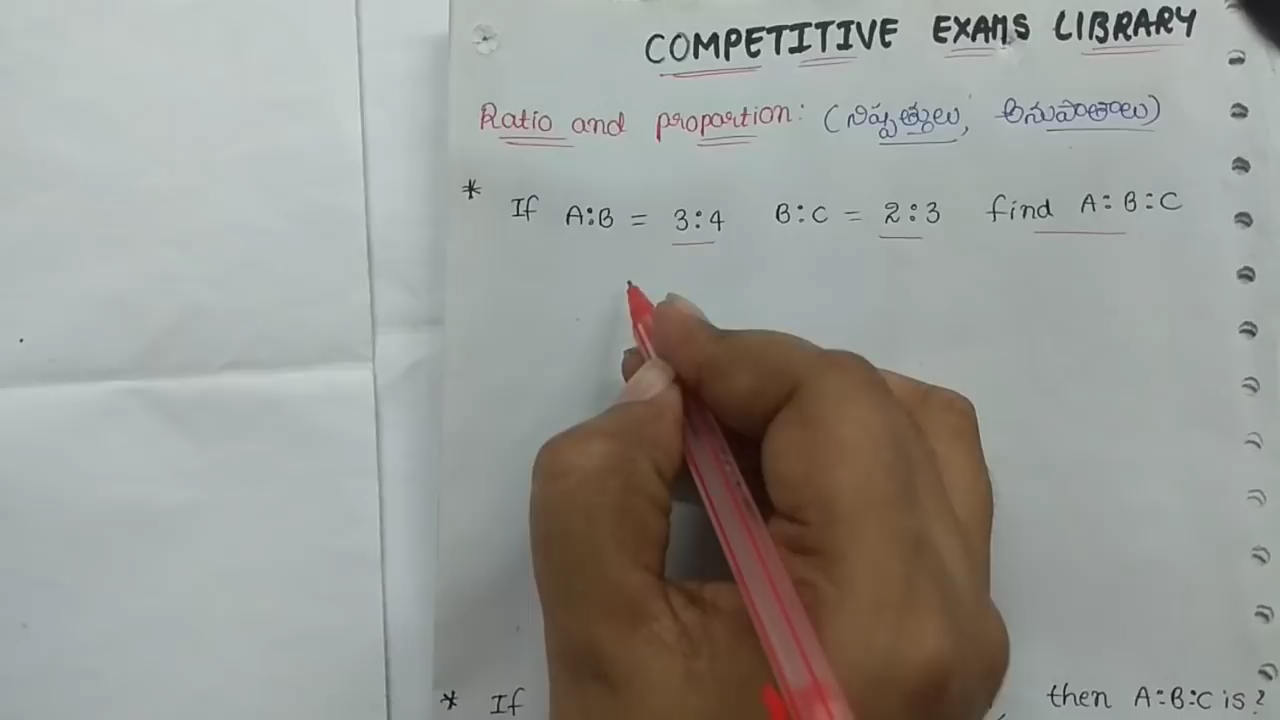 COMPETITIVE EXAMS LIBRARY
Ratio and proportion: (నిష్పత్తులు, అనుపాతాలు)
* If A:B = 3:4 B:C = 2:3 find A:B:C
* If then A:B:C is?